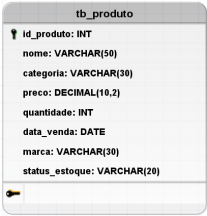 tb_produto
id_produto: INT
nome: VARCHAR(50)
categoria: VARCHAR(30)
preco: DECIMAL(10,2)
quantidade: INT
data_venda: DATE
marca: VARCHAR(30)
status_estoque: VARCHAR(20)